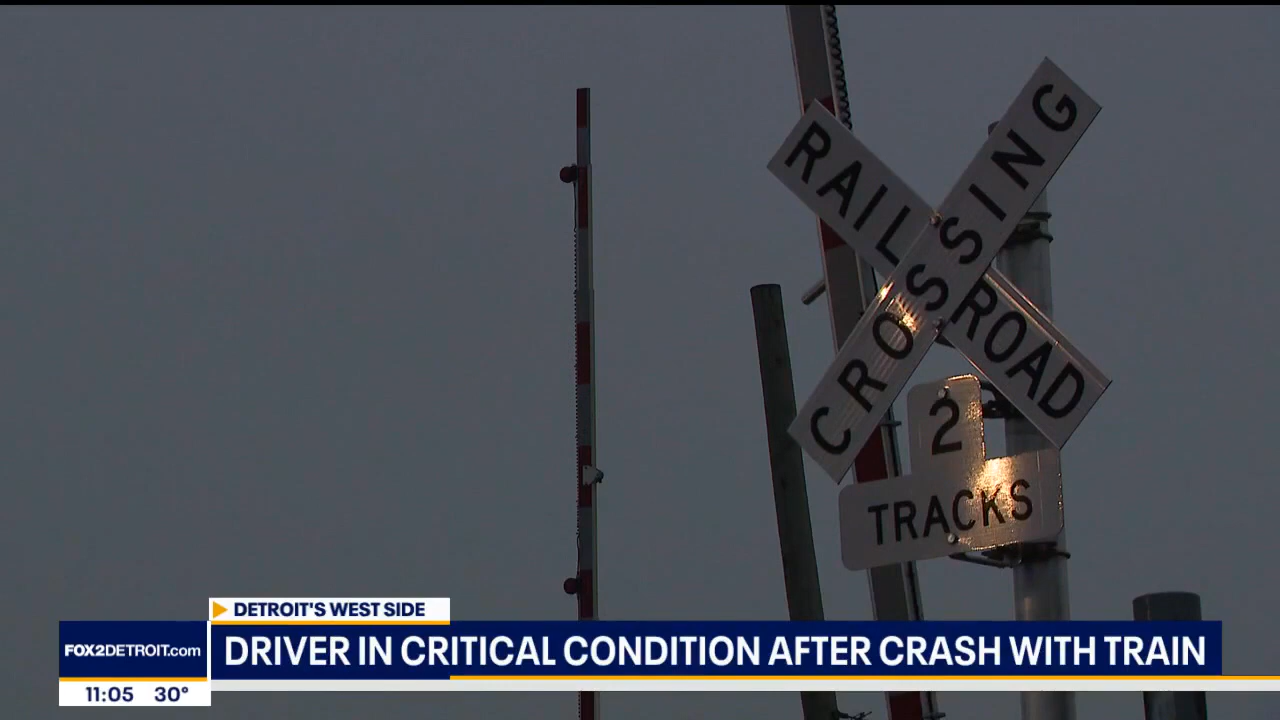 RAILROAD
CROSSING
2
TRACKS
DETROIT'S WEST SIDE
FOX2DETROIT.com
DRIVER IN CRITICAL CONDITION AFTER CRASH WITH TRAIN
11:05 30°